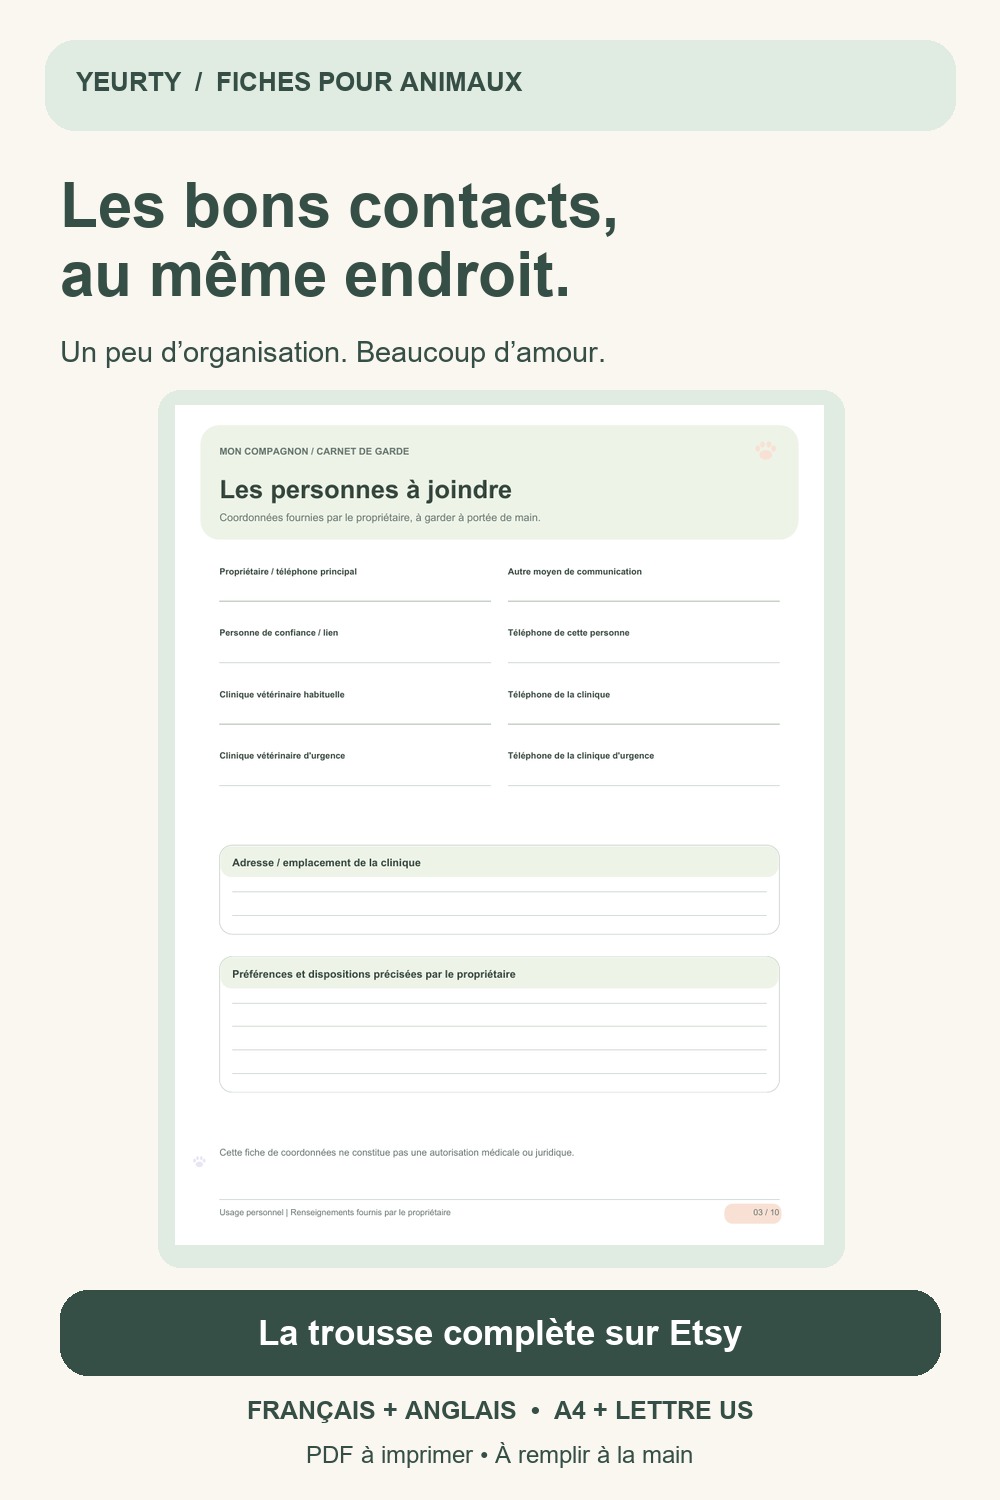 YEURTY / FICHES POUR ANIMAUX
Les bons contacts,
au même endroit.
Un peu d’organisation. Beaucoup d’amour.
MON COMPAGNON / CARNET DE GARDE
Les personnes à joindre
Coordonnées fournies par le propriétaire, à garder à portée de main.
Propriétaire / téléphone principal
Autre moyen de communication
Personne de confiance / lien
Téléphone de cette personne
Clinique vétérinaire habituelle
Téléphone de la clinique
Clinique vétérinaire d'urgence
Téléphone de la clinique d'urgence
Adresse / emplacement de la clinique
Préférences et dispositions précisées par le propriétaire
Cette fiche de coordonnées ne constitue pas une autorisation médicale ou juridique.
Usage personnel | Renseignements fournis par le propriétaire
03 / 10
La trousse complète sur Etsy
FRANÇAIS + ANGLAIS • A4 + LETTRE US
PDF à imprimer • À remplir à la main